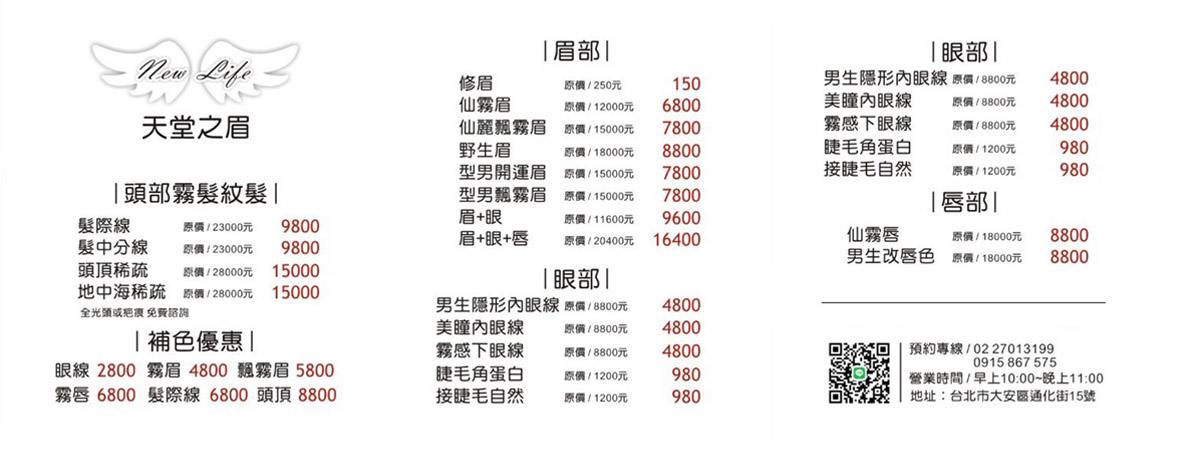 New Life
天堂之眉
|頭部霧髮紋髮|
髮際線 原價 / 23000元 9800
髮中分線 原價 / 23000元 9800
頭頂稀疏 原價 / 28000元 15000
地中海稀疏 原價 / 28000元 15000
全光頭或疤痕 免費諮詢
|補色優惠|
眼線 2800 霧眉 4800 飄霧眉 5800
霧唇 6800 髮際線 6800 頭頂 8800
|眉部|
修眉 原價 / 250元 150
仙霧眉 原價 / 12000元 6800
仙麗飄霧眉 原價 / 15000元 7800
野生眉 原價 / 18000元 8800
型男開運眉 原價 / 15000元 7800
型男飄霧眉 原價 / 15000元 7800
眉+眼 原價 / 11600元 9600
眉+眼+唇 原價 / 20400元 16400
|眼部|
男生隱形內眼線 原價 / 8800元 4800
美瞳內眼線 原價 / 8800元 4800
霧感下眼線 原價 / 8800元 4800
睫毛角蛋白 原價 / 1200元 980
接睫毛自然 原價 / 1200元 980
|眼部|
男生隱形內眼線 原價 / 8800元 4800
美瞳內眼線 原價 / 8800元 4800
霧感下眼線 原價 / 8800元 4800
睫毛角蛋白 原價 / 1200元 980
接睫毛自然 原價 / 1200元 980
|唇部|
仙霧唇 原價 / 18000元 8800
男生改唇色 原價 / 18000元 8800
預約專線 / 02 27013199
0915 867 575
營業時間 / 早上10:00~晚上11:00
地址：台北市大安區通化街15號